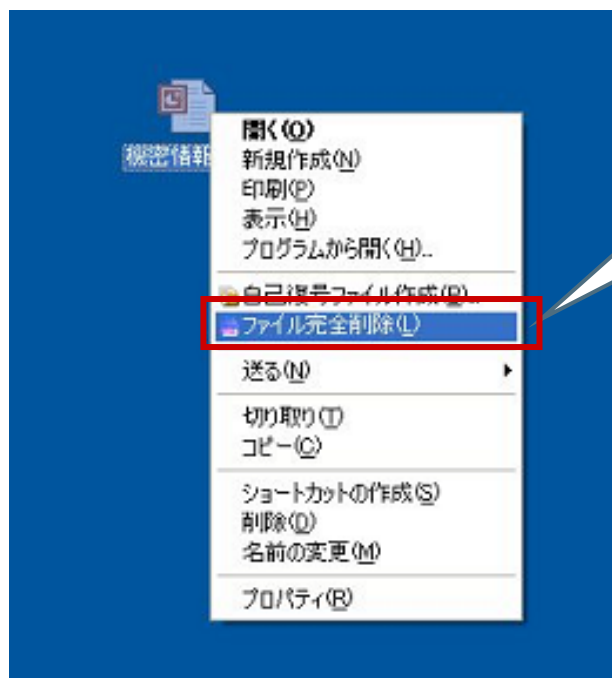 機密情報
開く(O)
新規作成(N)
印刷(P)
表示(H)
プログラムから開く(H)...
自己復号ファイル作成(B)...
ファイル完全削除(L)
送る(N)
切り取り(T)
コピー(C)
ショートカットの作成(S)
削除(D)
名前の変更(M)
プロパティ(R)